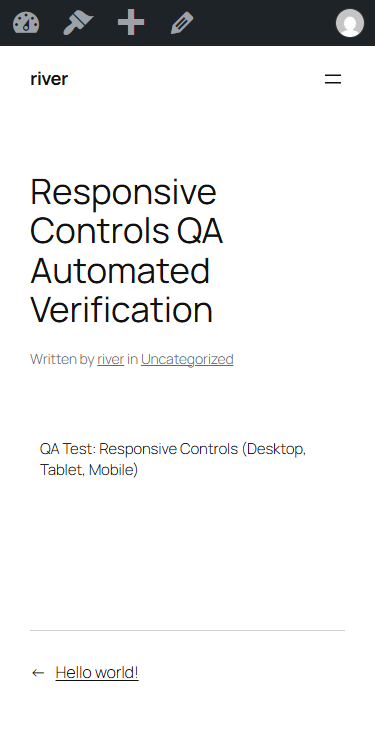 river
Responsive
Controls QA
Automated
Verification
Written by river in Uncategorized
QA Test: Responsive Controls (Desktop,
Tablet, Mobile)
← Hello world!